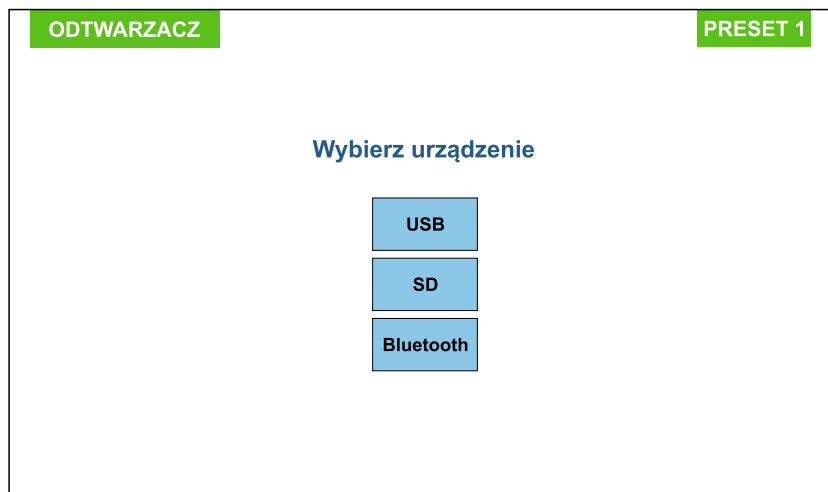 ODTWARZACZ
PRESET 1
Wybierz urządzenie
USB
SD
Bluetooth